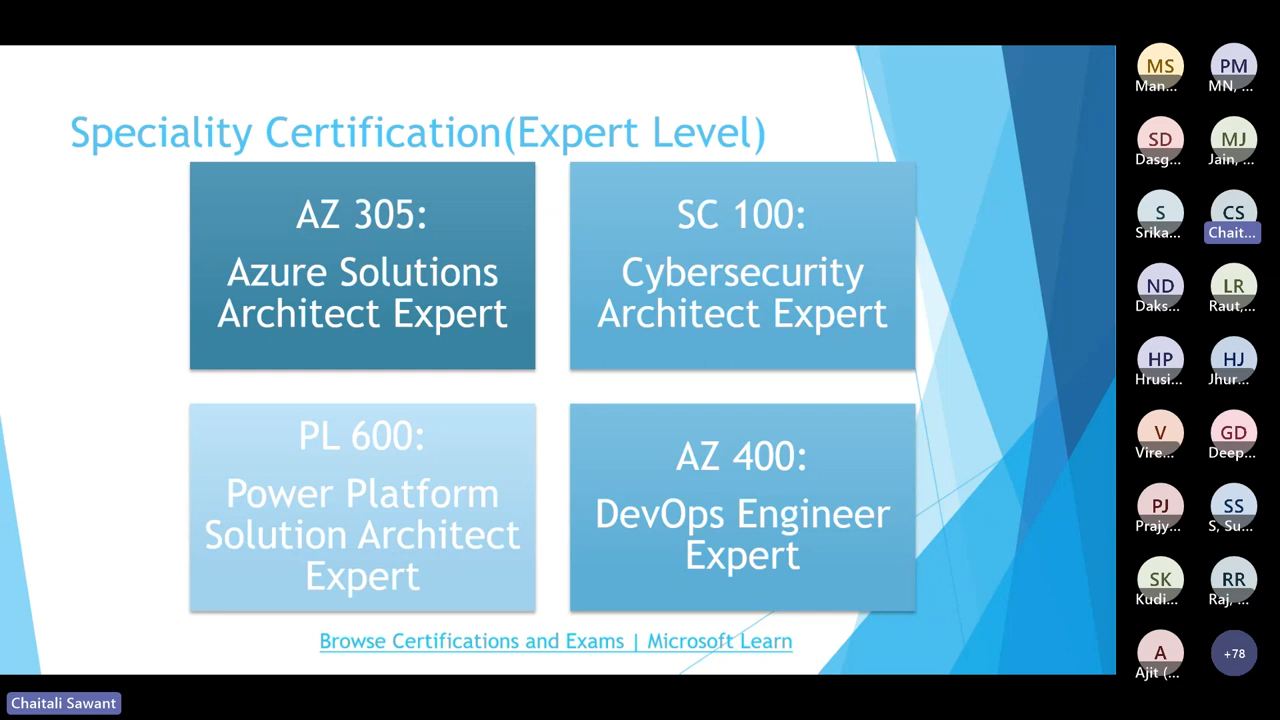 Speciality Certification(Expert Level)
AZ 305:
Azure Solutions
Architect Expert
SC 100:
Cybersecurity
Architect Expert
PL 600:
Power Platform
Solution Architect
Expert
AZ 400:
DevOps Engineer
Expert
Browse Certifications and Exams | Microsoft Learn
MS
Man...
PM
MN, ...
SD
Dasg...
MJ
Jain, ...
S
Srika...
CS
Chait...
ND
Daks...
LR
Raut,...
HP
Hrusi...
HJ
Jhur...
V
Vire...
GD
Deep...
PJ
Prajy...
SS
S, Su...
SK
Kudi...
RR
Raj, ...
A
Ajit (...
+78
Chaitali Sawant